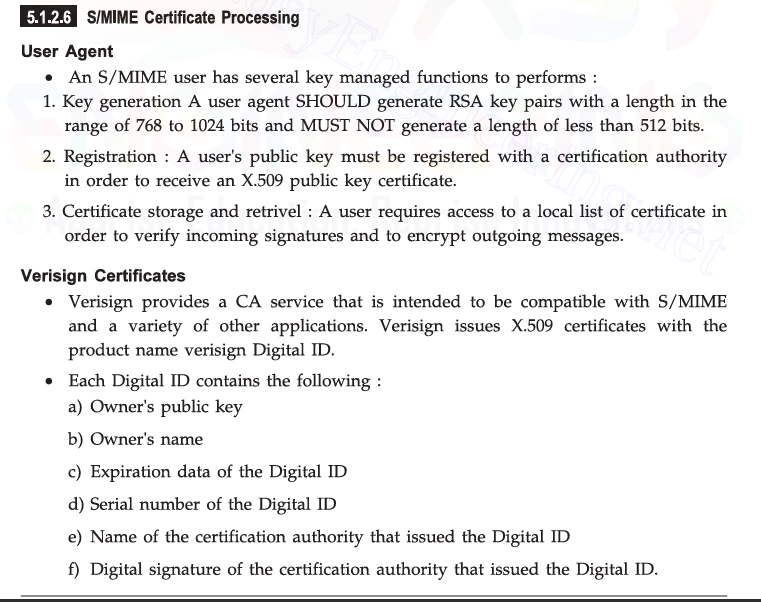 5.1.2.6 S/MIME Certificate Processing
User Agent
• An S/MIME user has several key managed functions to performs :
1. Key generation A user agent SHOULD generate RSA key pairs with a length in the
range of 768 to 1024 bits and MUST NOT generate a length of less than 512 bits.
2. Registration : A user's public key must be registered with a certification authority
in order to receive an X.509 public key certificate.
3. Certificate storage and retrivel : A user requires access to a local list of certificate in
order to verify incoming signatures and to encrypt outgoing messages.
Verisign Certificates
• Verisign provides a CA service that is intended to be compatible with S/MIME
and a variety of other applications. Verisign issues X.509 certificates with the
product name verisign Digital ID.
• Each Digital ID contains the following :
a) Owner's public key
b) Owner's name
c) Expiration data of the Digital ID
d) Serial number of the Digital ID
e) Name of the certification authority that issued the Digital ID
f) Digital signature of the certification authority that issued the Digital ID.